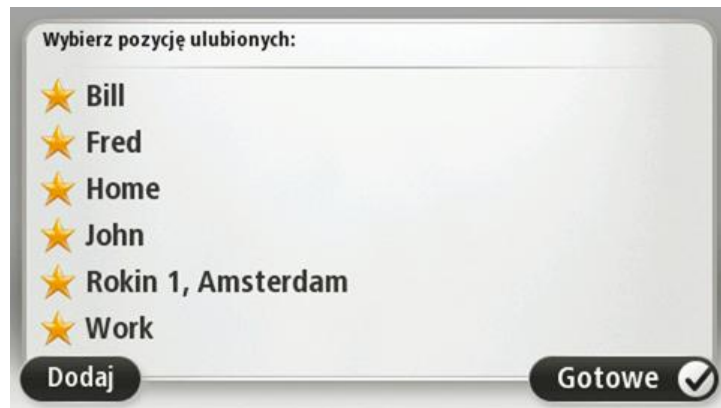 Wybierz pozycję ulubionych:
Bill
Fred
Home
John
Rokin 1, Amsterdam
Work
Dodaj
Gotowe